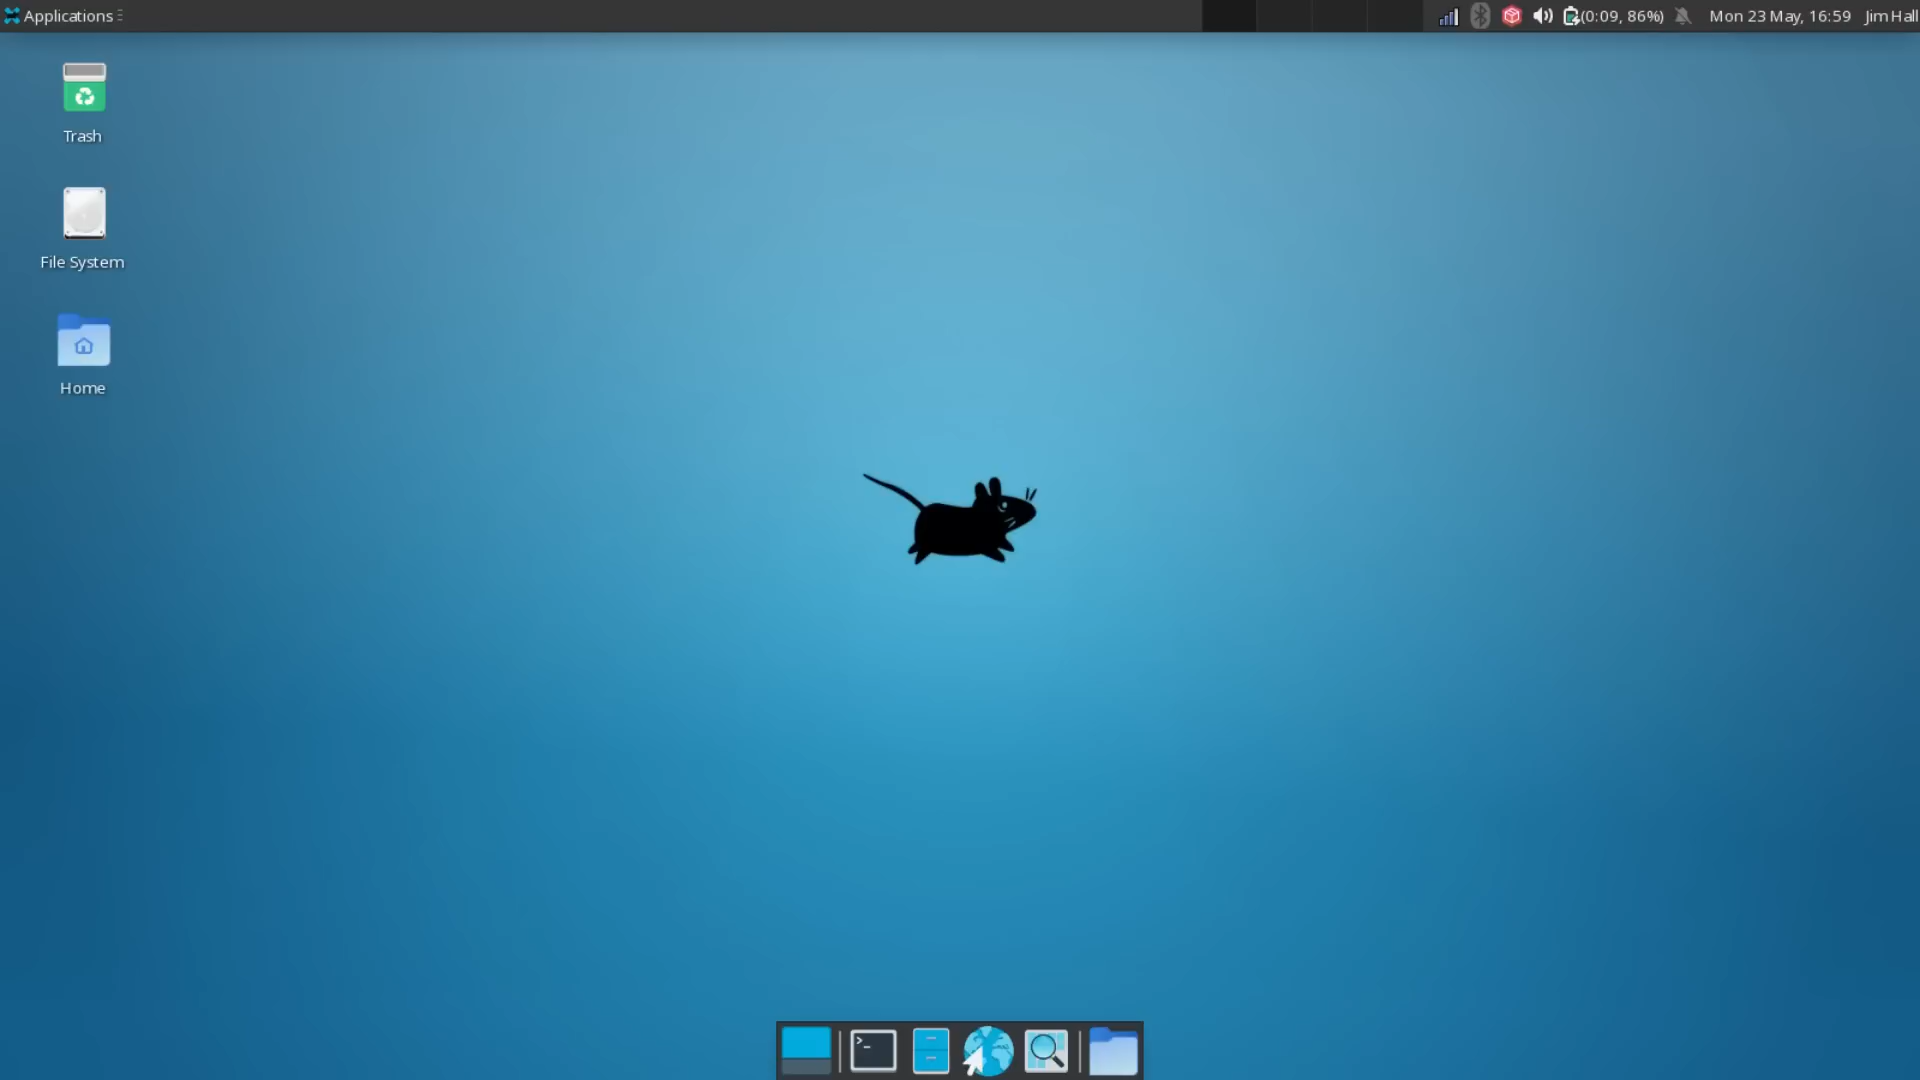 Applications
(0:09, 86%)
Mon 23 May, 16:59
Jim Hall
Trash
File System
Home
>_